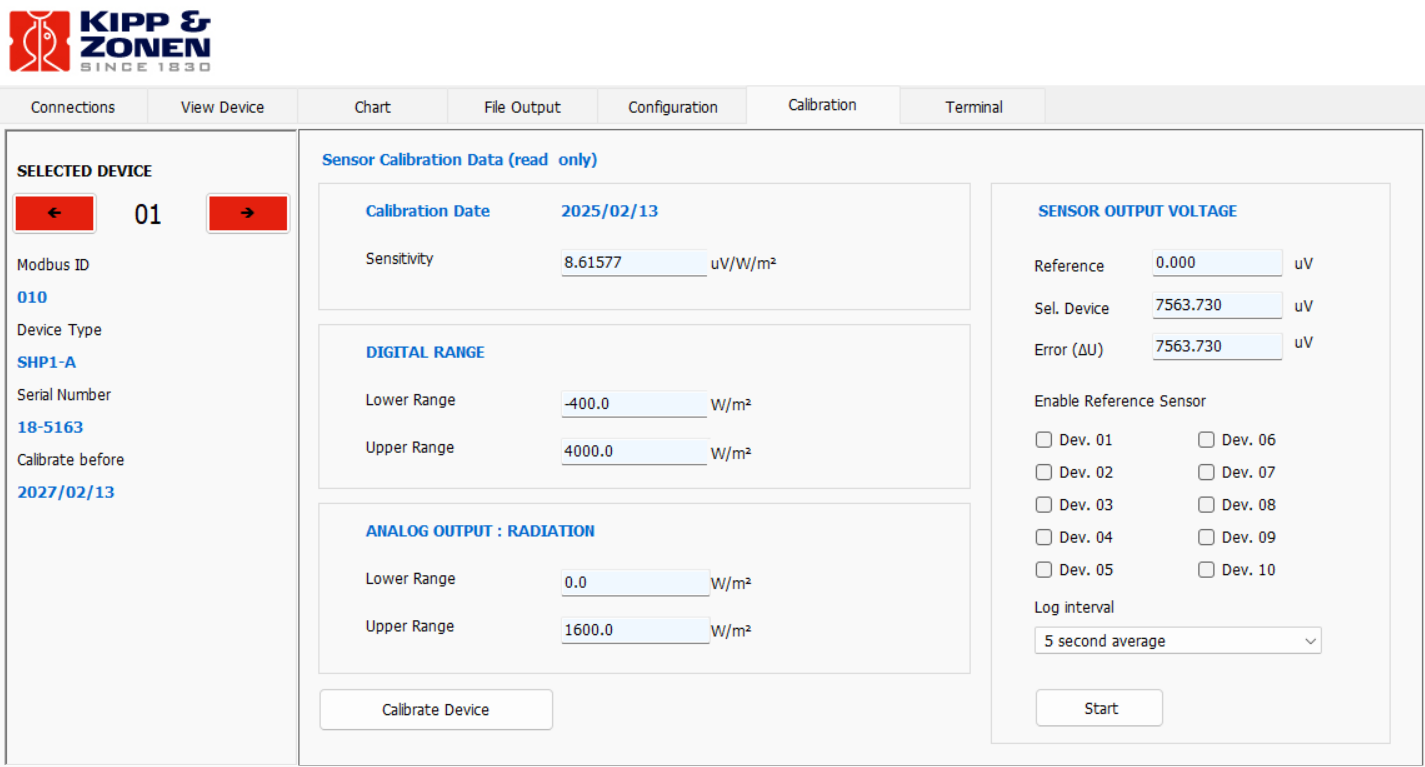 KIPP &
ZONEN
SINCE 1830
Connections View Device Chart File Output Configuration Calibration Terminal
SELECTED DEVICE
← 01 →
Modbus ID
010
Device Type
SHP1-A
Serial Number
18-5163
Calibrate before
2027/02/13
Sensor Calibration Data (read only)
Calibration Date 2025/02/13
Sensitivity 8.61577 uV/W/m²
DIGITAL RANGE
Lower Range -400.0 W/m²
Upper Range 4000.0 W/m²
ANALOG OUTPUT : RADIATION
Lower Range 0.0 W/m²
Upper Range 1600.0 W/m²
Calibrate Device
SENSOR OUTPUT VOLTAGE
Reference 0.000 uV
Sel. Device 7563.730 uV
Error (ΔU) 7563.730 uV
Enable Reference Sensor
Dev. 01 Dev. 06
Dev. 02 Dev. 07
Dev. 03 Dev. 08
Dev. 04 Dev. 09
Dev. 05 Dev. 10
Log interval
5 second average
Start